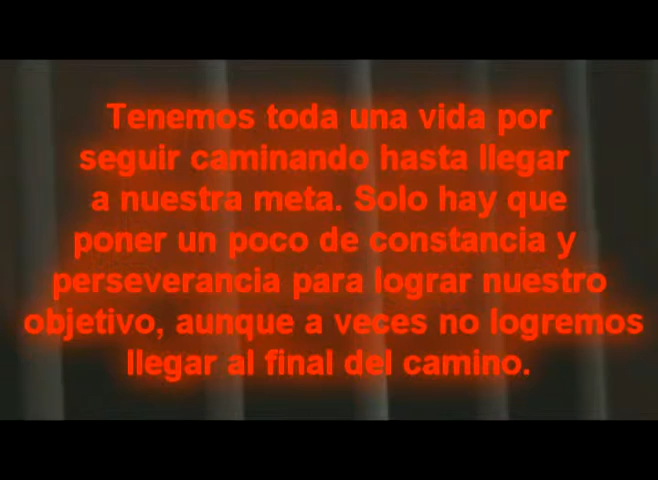 Tenemos toda una vida por
seguir caminando hasta llegar
a nuestra meta. Solo hay que
poner un poco de constancia y
perseverancia para lograr nuestro
objetivo, aunque a veces no logremos
llegar al final del camino.